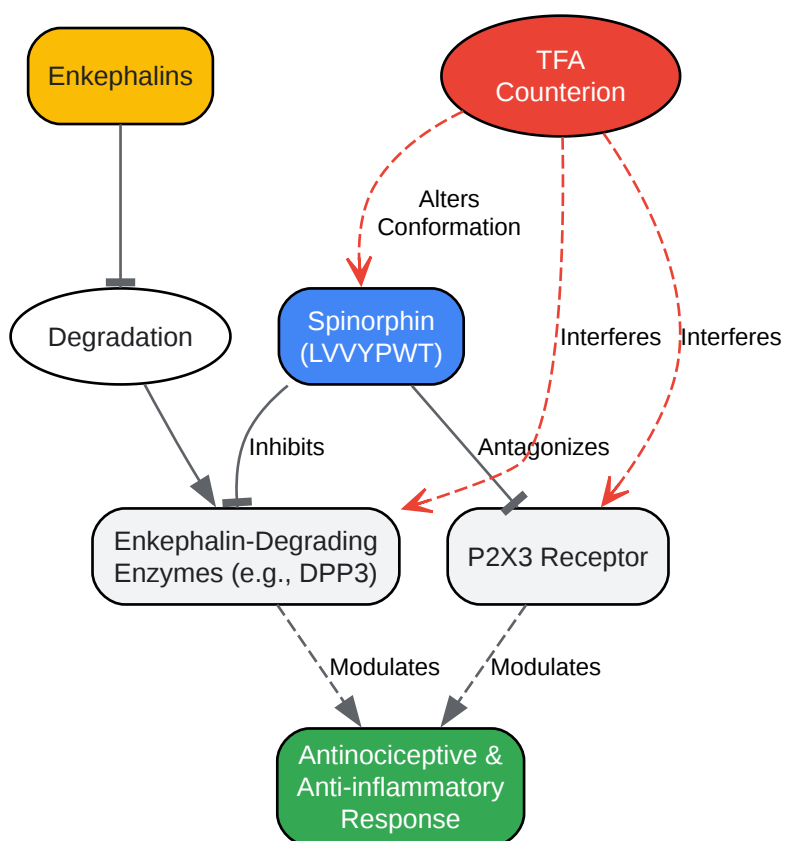 Enkephalins
TFA
Counterion
Alters
Conformation
Degradation
Spinorphin
(LVVYPWT)
Interferes
Interferes
Inhibits
Antagonizes
Enkephalin-Degrading
Enzymes (e.g., DPP3)
P2X3 Receptor
Modulates
Modulates
Antinociceptive &
Anti-inflammatory
Response